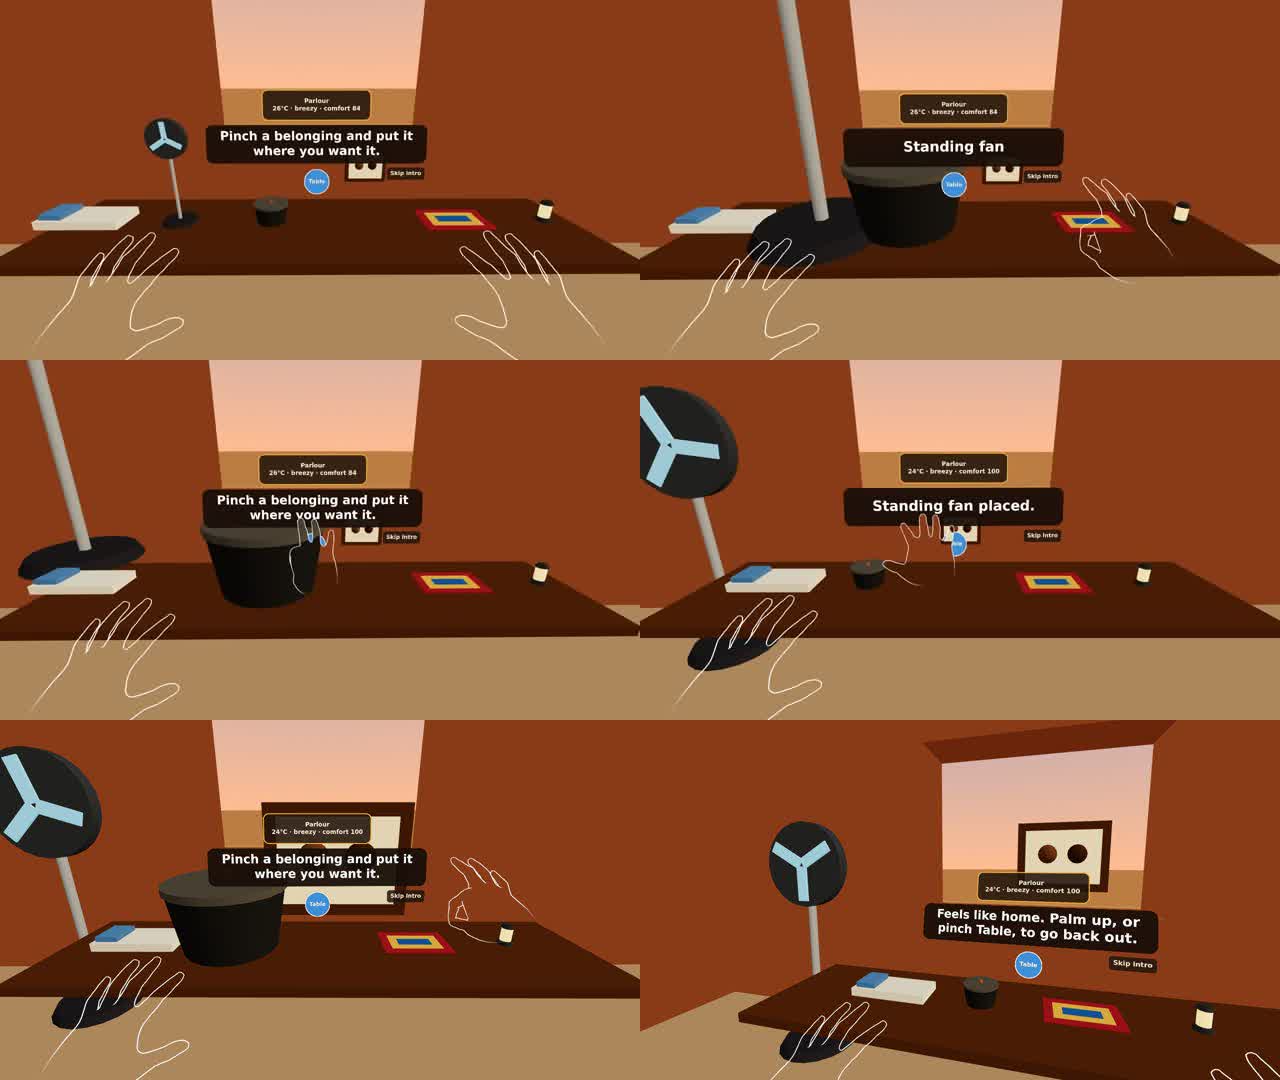 Parlour
26°C · breezy · comfort 84
Pinch a belonging and put it
where you want it.
Table
Skip Intro
Parlour
26°C · breezy · comfort 84
Standing fan
Table
Skip Intro
Parlour
26°C · breezy · comfort 84
Pinch a belonging and put it
where you want it.
Skip Intro
Parlour
24°C · breezy · comfort 100
Standing fan placed.
Skip Intro
Parlour
24°C · breezy · comfort 100
Pinch a belonging and put it
where you want it.
Table
Skip Intro
Parlour
24°C · breezy · comfort 100
Feels like home. Palm up, or
pinch Table, to go back out.
Table
Skip Intro